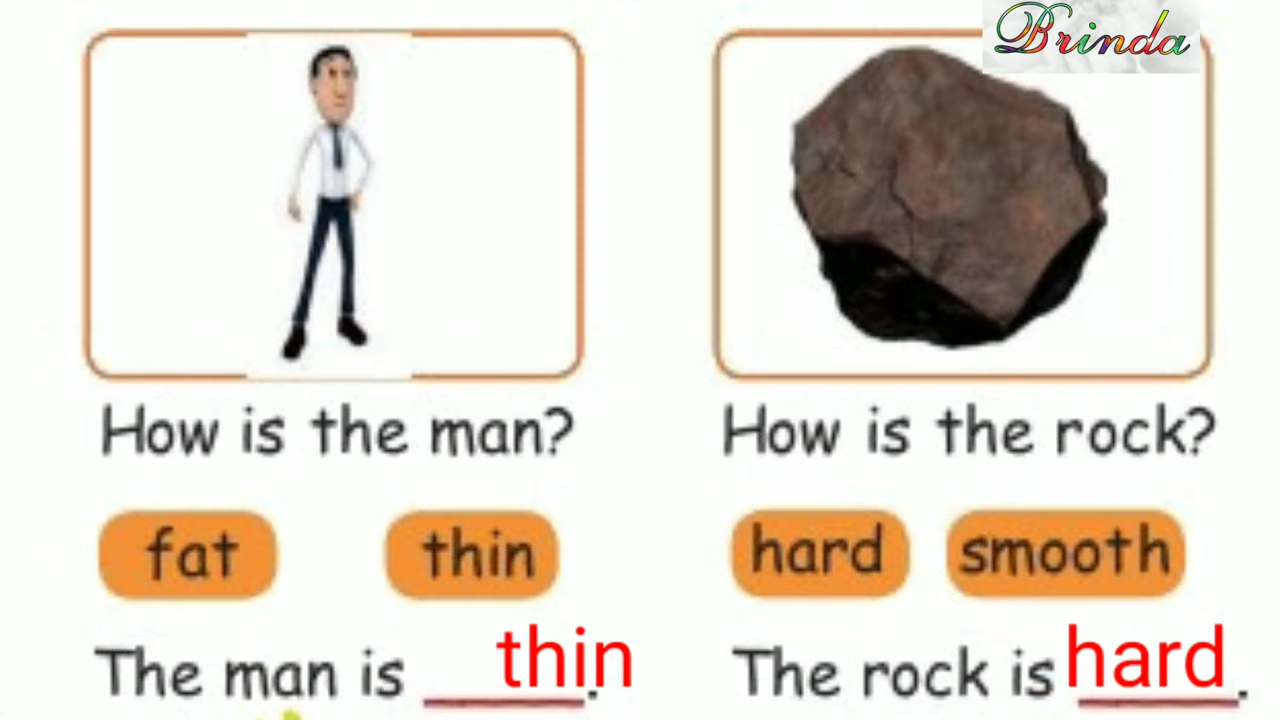 Brinda
How is the man?
How is the rock?
fat
thin
hard
smooth
The man is thin.
The rock is hard.